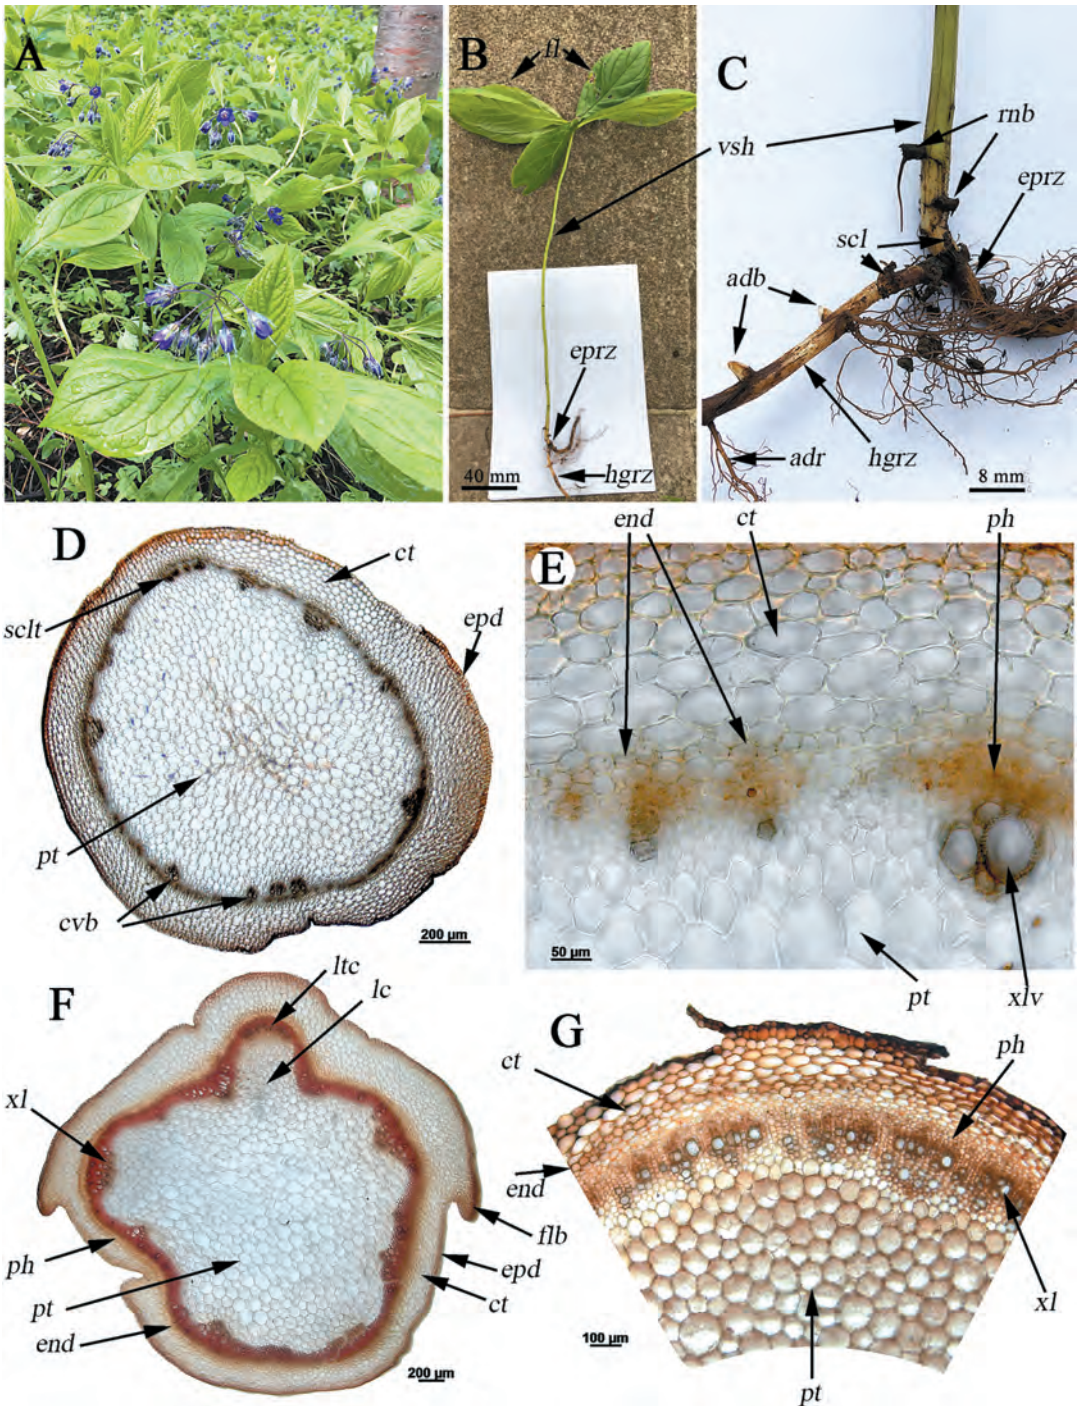 A
B
fl
vsh
eprz
hgrz
40 mm
C
rnb
eprz
scl
adb
adr
hgrz
8 mm
D
ct
sclt
epd
pt
cvb
200 µm
E
end
ct
ph
50 µm
pt
xlv
F
ltc
lc
xl
ph
pt
end
flb
epd
ct
200 µm
G
ct
ph
end
xl
100 µm
pt